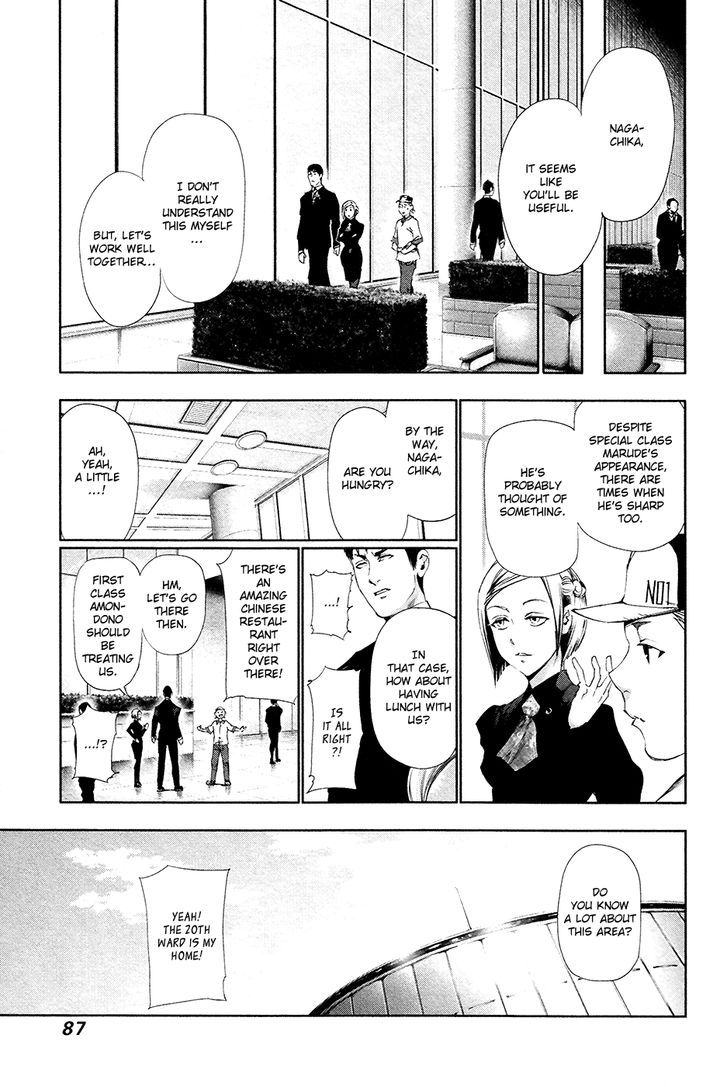 NAGA-
CHIKA,
IT SEEMS
LIKE
YOU'LL BE
USEFUL.
I DON'T
REALLY
UNDERSTAND
THIS MYSELF
...
BUT, LET'S
WORK WELL
TOGETHER...
DESPITE
SPECIAL CLASS
MARUDE'S
APPEARANCE,
THERE ARE
TIMES WHEN
HE'S SHARP
TOO.
HE'S
PROBABLY
THOUGHT OF
SOMETHING.
NO1
BY THE
WAY,
NAGA-
CHIKA,
ARE YOU
HUNGRY?
AH,
YEAH,
A LITTLE
...!
IN
THAT CASE,
HOW ABOUT
HAVING
LUNCH WITH
US?
...!
IS
IT ALL
RIGHT
?!
THERE'S
AN
AMAZING
CHINESE
RESTAU-
RANT
RIGHT
OVER
THERE!
HM,
LET'S GO
THERE
THEN.
FIRST
CLASS
AMON-
DONO
SHOULD
BE
TREATING
US.
...!?
DO
YOU KNOW
A LOT ABOUT
THIS AREA?
YEAH!
THE 20TH
WARD IS MY
HOME!
87